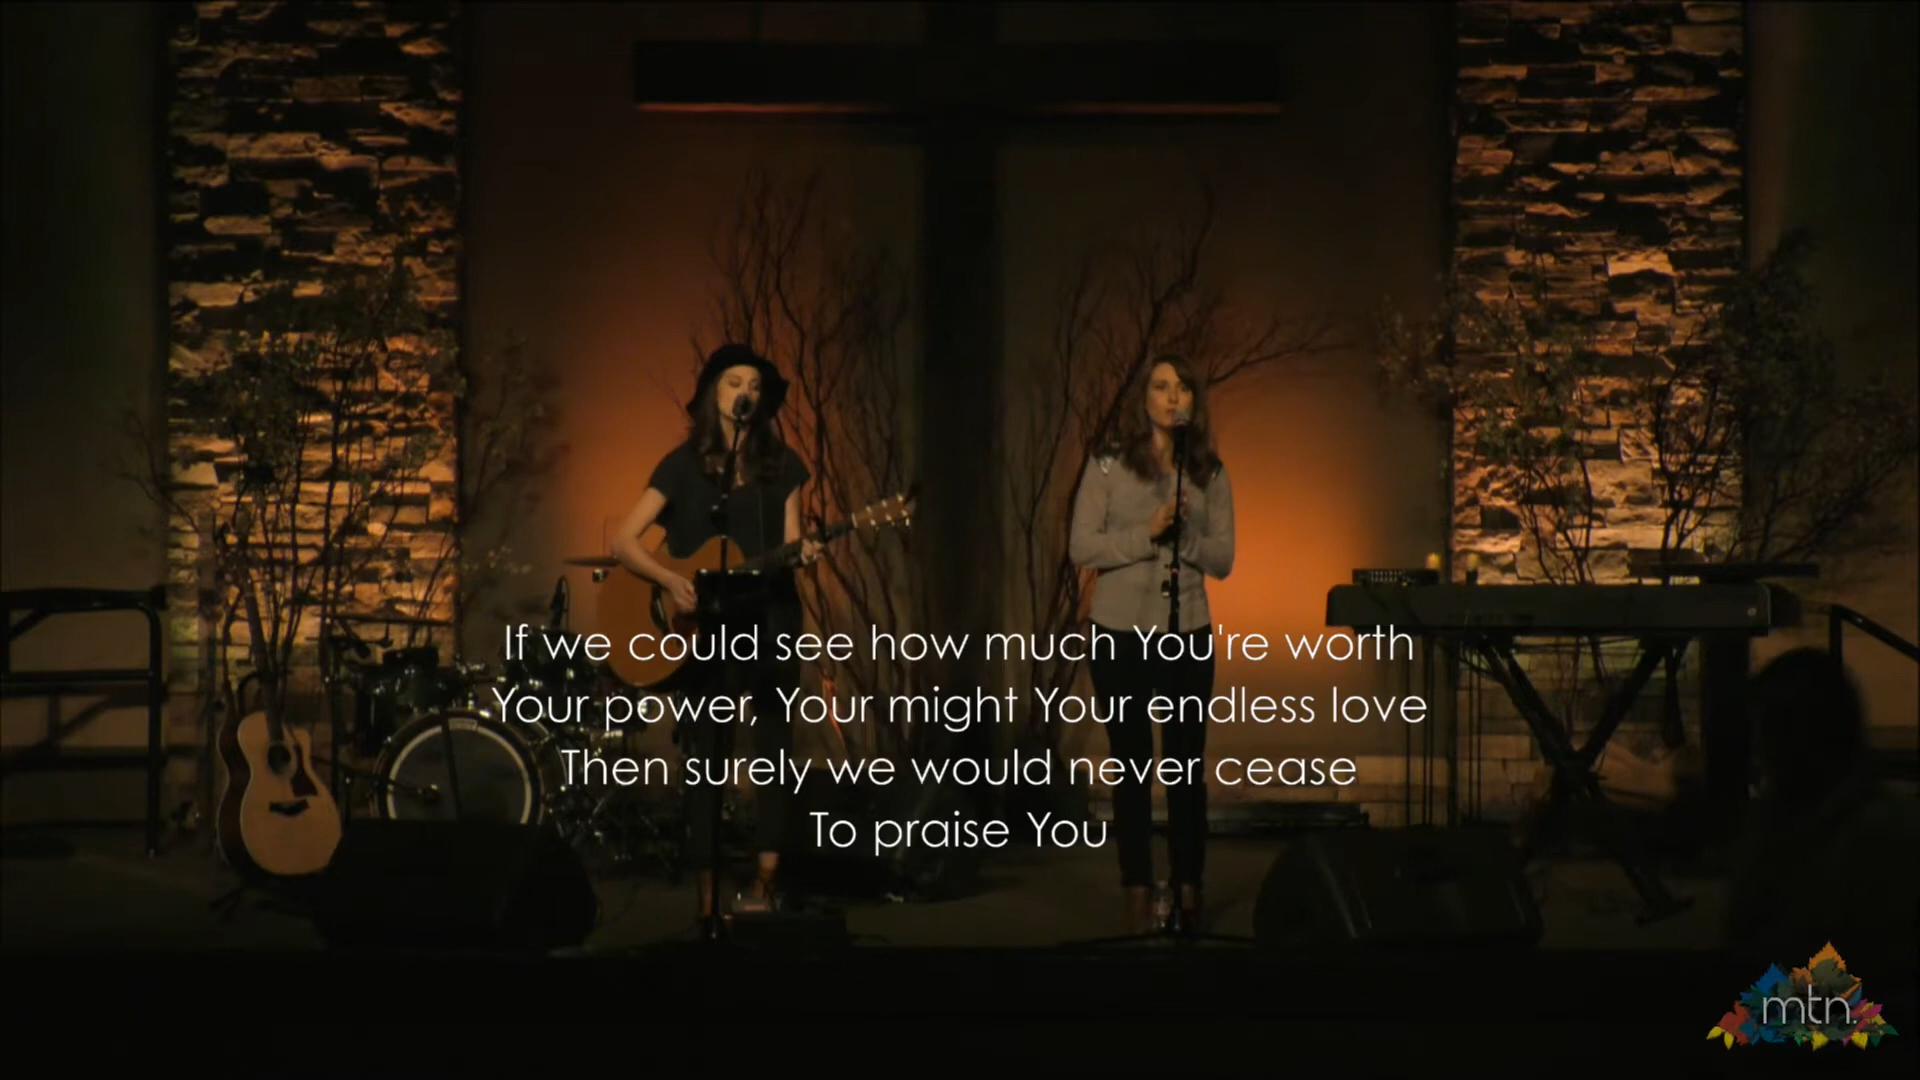 If we could see how much You're worth
Your power, Your might Your endless love
Then surely we would never cease
To praise You
mtn.